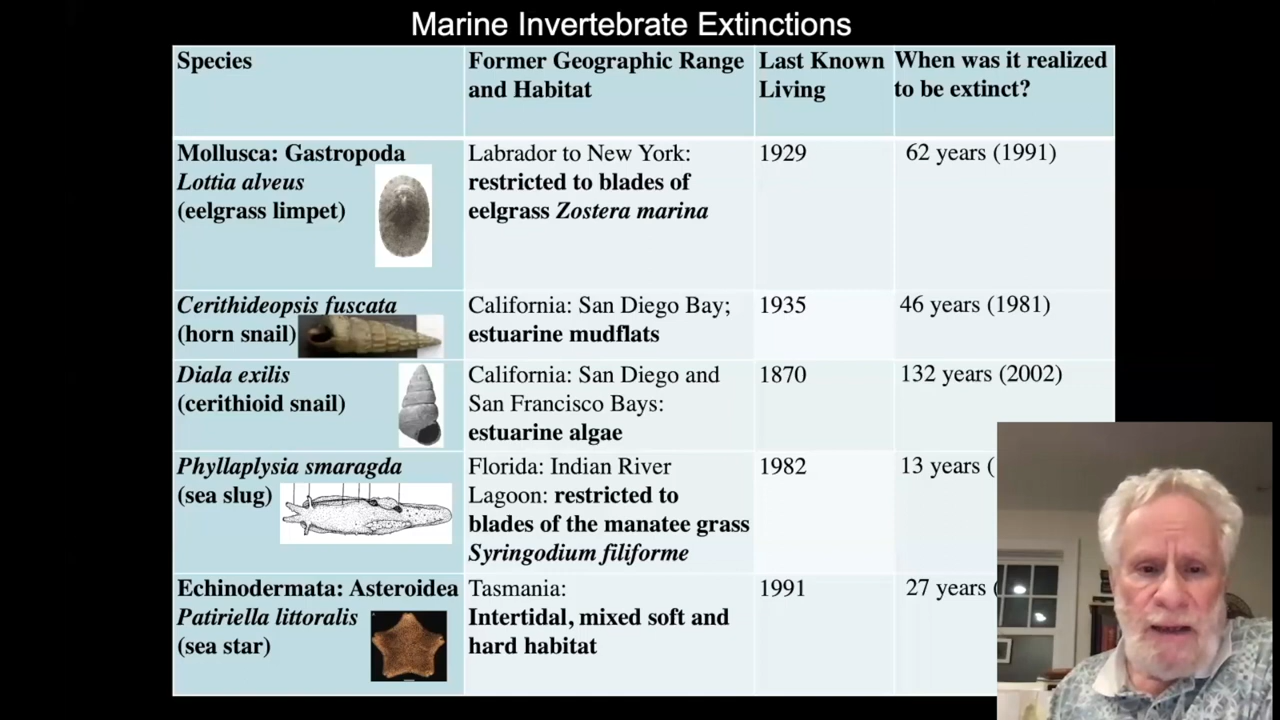 Marine Invertebrate Extinctions
Species
Former Geographic Range
and Habitat
Last Known
Living
When was it realized
to be extinct?
Mollusca: Gastropoda
Lottia alveus
(eelgrass limpet)
Labrador to New York:
restricted to blades of
eelgrass Zostera marina
1929
62 years (1991)
Cerithideopsis fuscata
(horn snail)
California: San Diego Bay;
estuarine mudflats
1935
46 years (1981)
Diala exilis
(cerithioid snail)
California: San Diego and
San Francisco Bays:
estuarine algae
1870
132 years (2002)
Phyllaplysia smaragda
(sea slug)
Florida: Indian River
Lagoon: restricted to
blades of the manatee grass
Syringodium filiforme
1982
13 years (
Echinodermata: Asteroidea
Patiriella littoralis
(sea star)
Tasmania:
Intertidal, mixed soft and
hard habitat
1991
27 years (